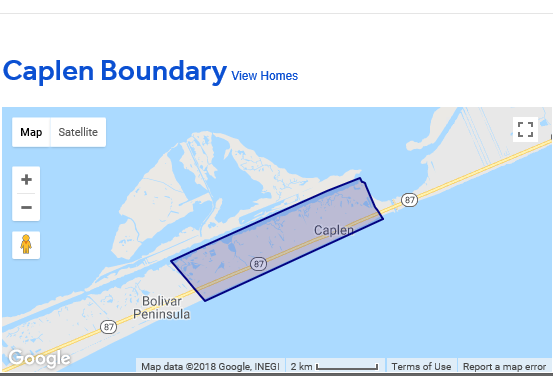 Caplen Boundary View Homes
Map Satellite
+
−
87
Caplen
87
Bolivar
Peninsula
87
Google
Map data ©2018 Google, INEGI 2 km Terms of Use Report a map error